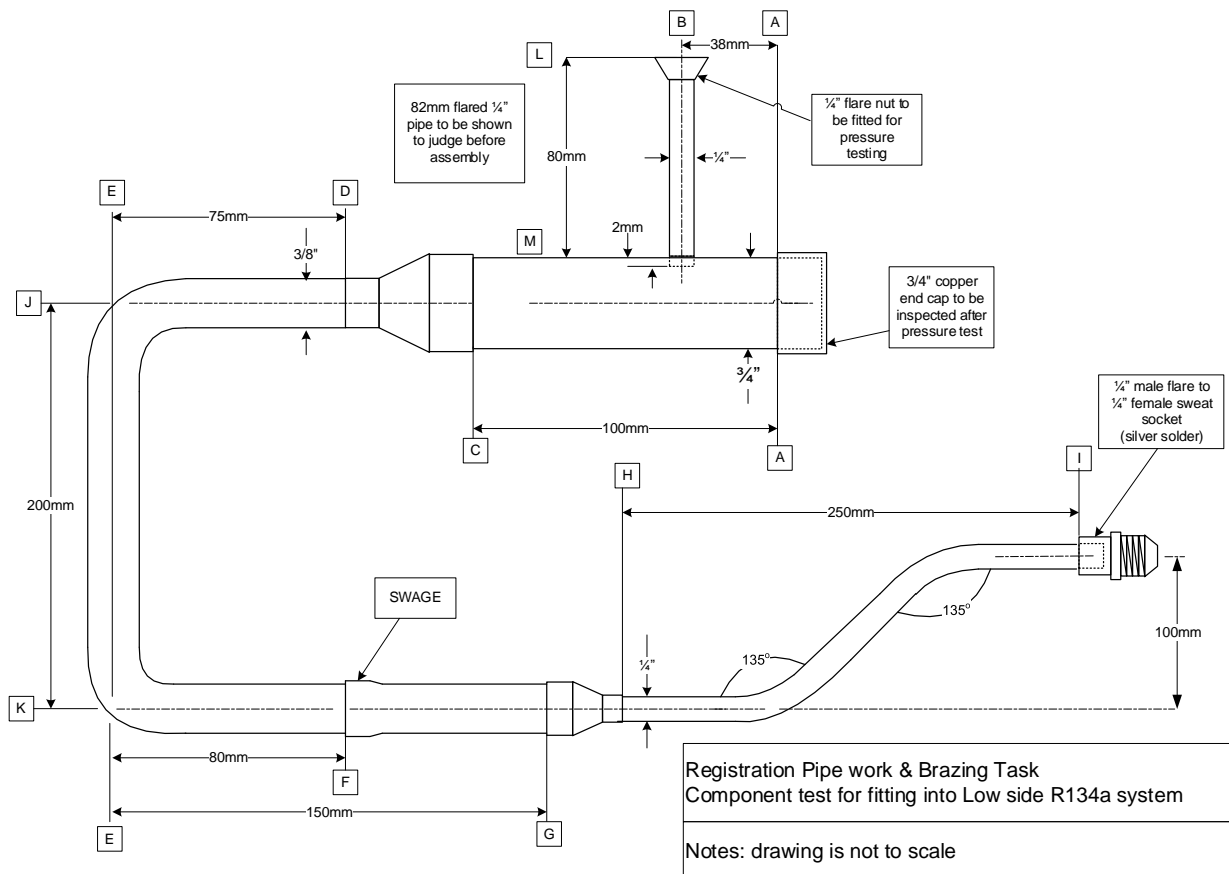 B
A
38mm
L
82mm flared ¼”
pipe to be shown
to judge before
assembly
¼” flare nut to
be fitted for
pressure
testing
80mm
¼”
E
D
75mm
3/8"
M
2mm
J
3/4" copper
end cap to be
inspected after
pressure test
¾”
¼” male flare to
¼” female sweat
socket
(silver solder)
100mm
C
A
I
H
200mm
250mm
SWAGE
135o
135o
100mm
¼”
K
80mm
F
150mm
E
G
Registration Pipe work & Brazing Task
Component test for fitting into Low side R134a system
Notes: drawing is not to scale